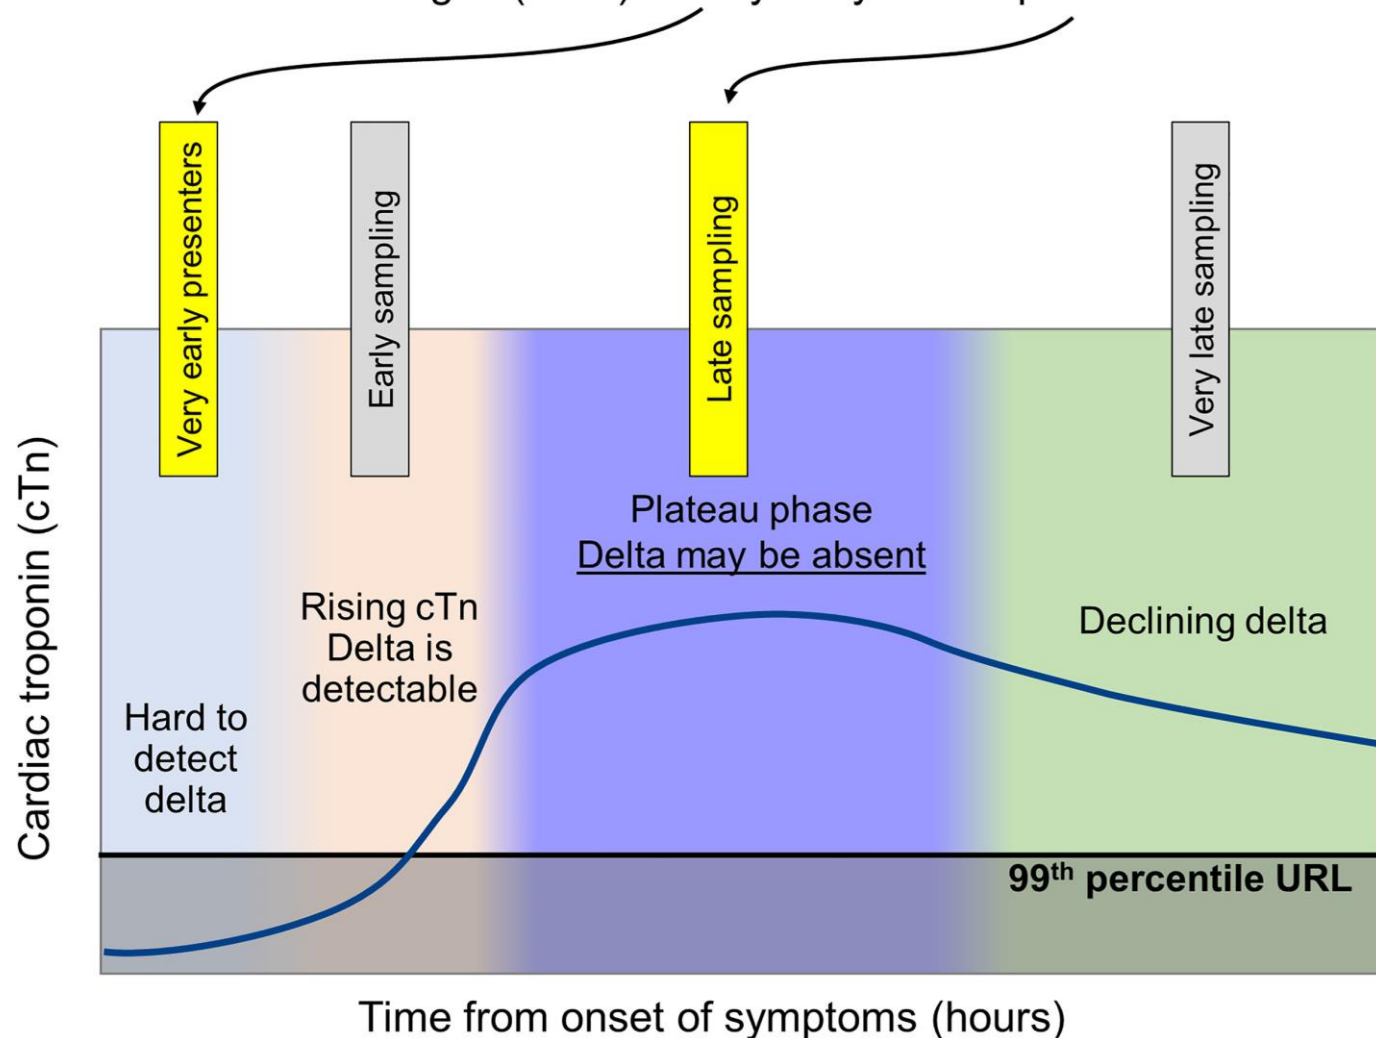 Very early presenters
Early sampling
Late sampling
Very late sampling
Plateau phase
Delta may be absent
Rising cTn
Delta is
detectable
Declining delta
Hard to
detect
delta
Cardiac troponin (cTn)
99th percentile URL
Time from onset of symptoms (hours)